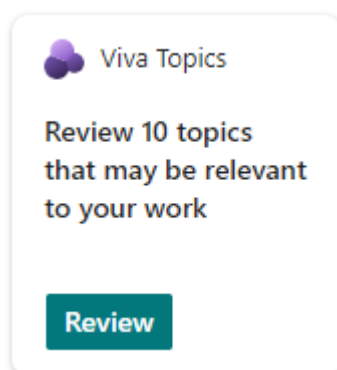 Viva Topics
Review 10 topics
that may be relevant
to your work
Review